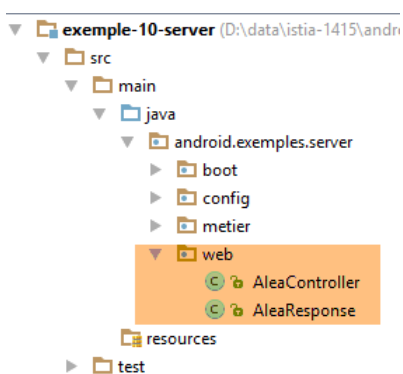 exemple-10-server (D:\data\istia-1415\andr
src
main
java
android.exemples.server
boot
config
metier
web
AleaController
AleaResponse
resources
test